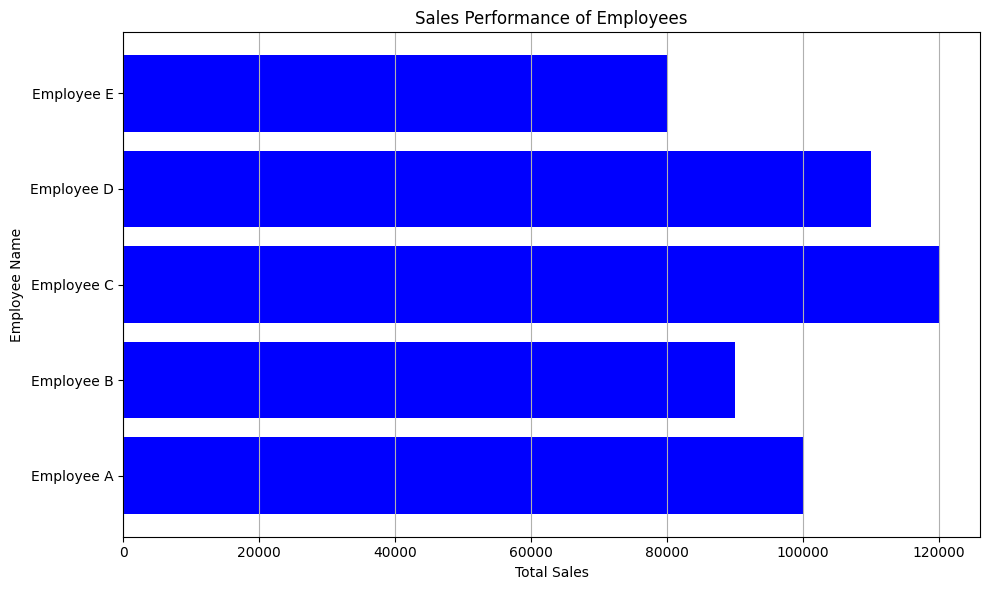 Sales Performance of Employees
Employee Name
Employee E
Employee D
Employee C
Employee B
Employee A
0 20000 40000 60000 80000 100000 120000
Total Sales